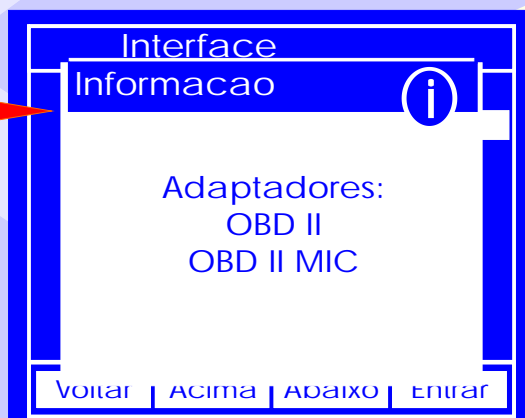 Interface
Informacao
i
Adaptadores:
OBD II
OBD II MIC
Voltar Acima Abaixo Entrar